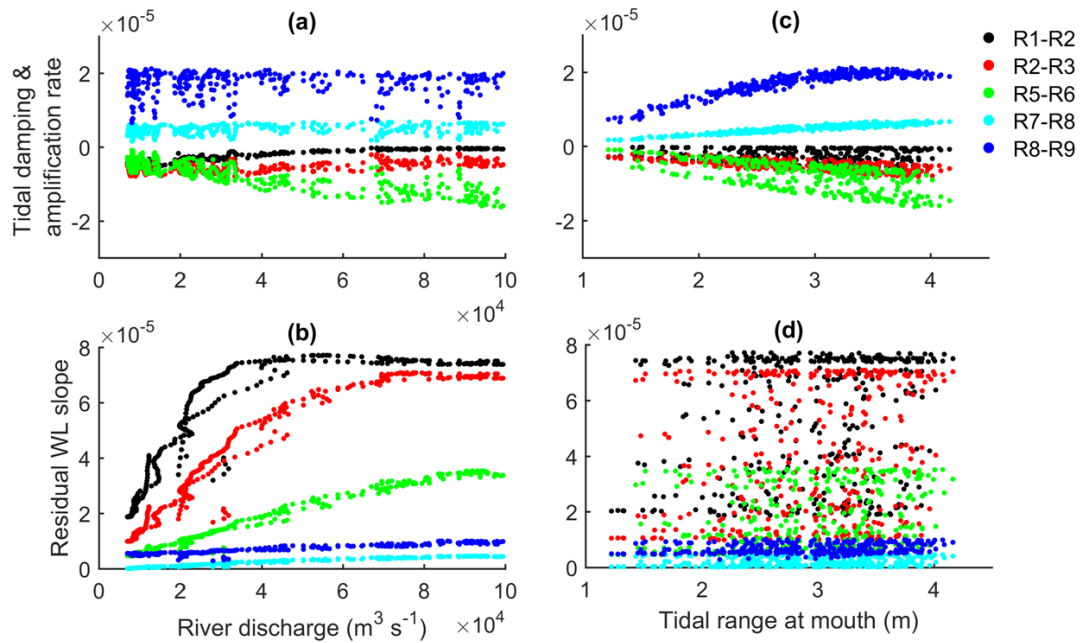 (a)
×10⁻⁵
Tidal damping &
amplification rate
2
0
-2
0 2 4 6 8 10
×10⁴
(c)
×10⁻⁵
2
0
-2
1 2 3 4
R1-R2
R2-R3
R5-R6
R7-R8
R8-R9
(b)
×10⁻⁵
Residual WL slope
8
6
4
2
0
0 2 4 6 8 10
River discharge (m³ s⁻¹) ×10⁴
(d)
×10⁻⁵
8
6
4
2
0
1 2 3 4
Tidal range at mouth (m)